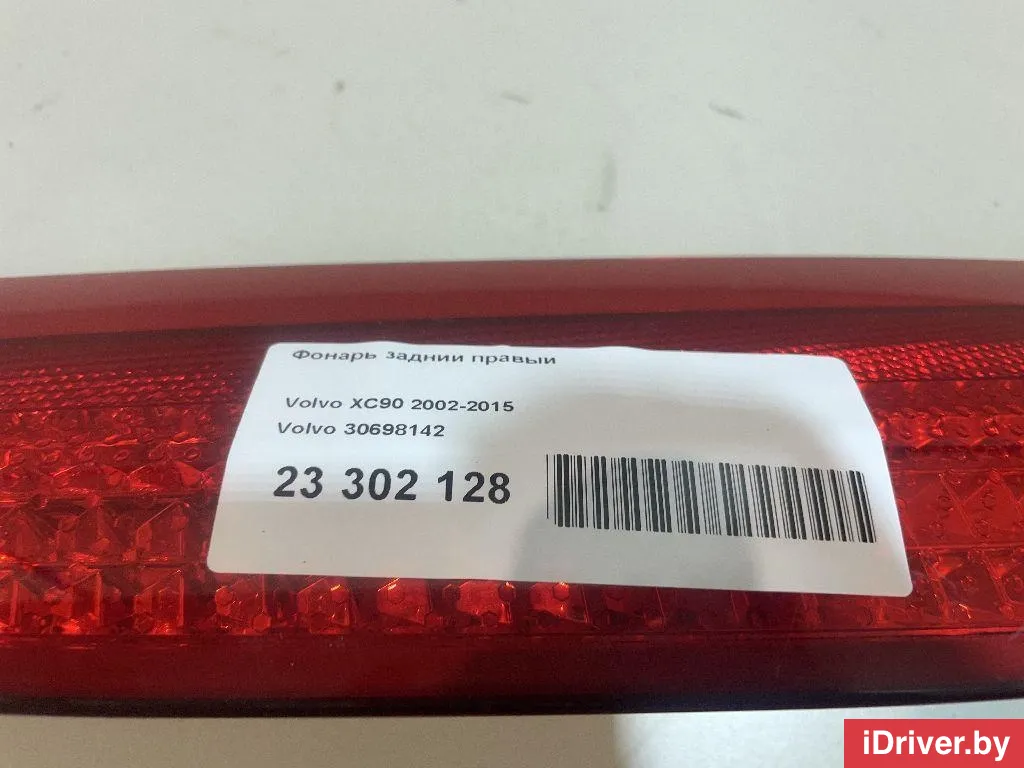 Фонарь задний правый
Volvo XC90 2002-2015
Volvo 30698142
23 302 128
iDriver.by